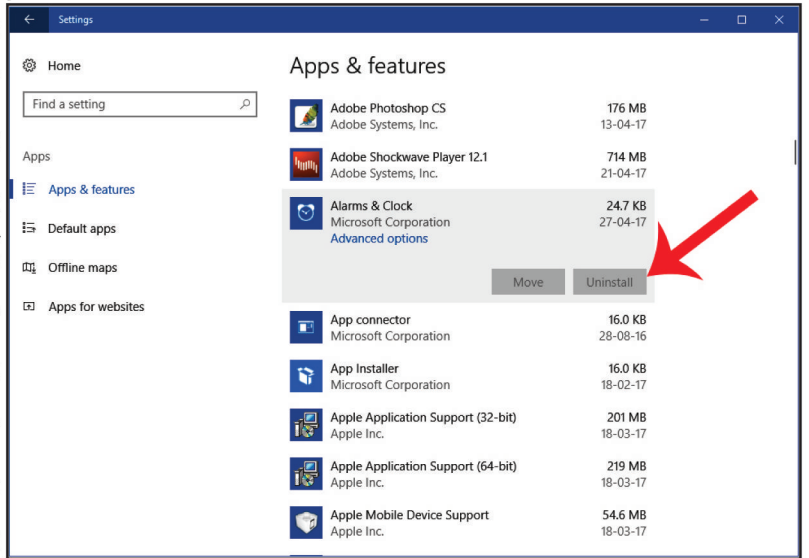 Settings
Home
Find a setting
Apps
Apps & features
Default apps
Offline maps
Apps for websites
Apps & features
Adobe Photoshop CS 176 MB
Adobe Systems, Inc. 13-04-17
Adobe Shockwave Player 12.1 714 MB
Adobe Systems, Inc. 21-04-17
Alarms & Clock 24.7 KB
Microsoft Corporation 27-04-17
Advanced options
Move Uninstall
App connector 16.0 KB
Microsoft Corporation 28-08-16
App Installer 16.0 KB
Microsoft Corporation 18-02-17
Apple Application Support (32-bit) 201 MB
Apple Inc. 18-03-17
Apple Application Support (64-bit) 219 MB
Apple Inc. 18-03-17
Apple Mobile Device Support 54.6 MB
Apple Inc. 18-03-17